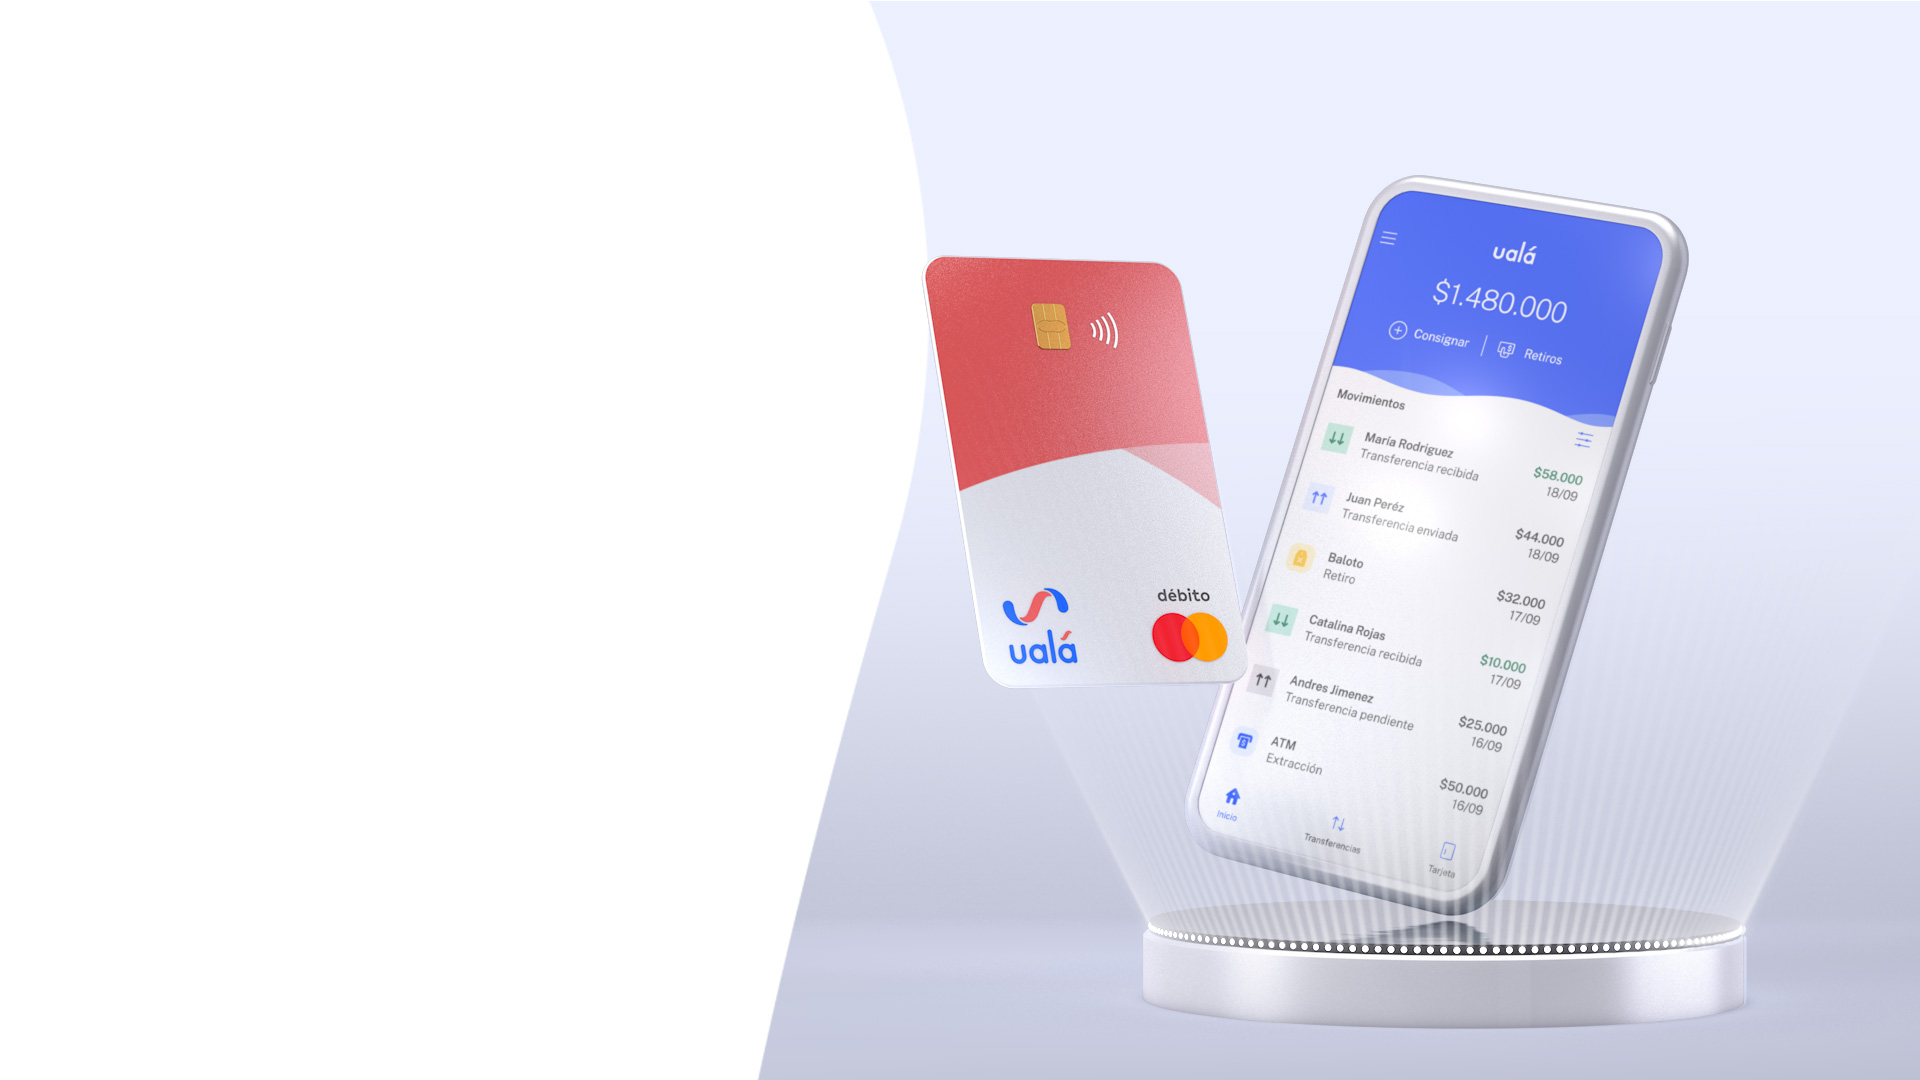 débito
ualá
ualá
$1.480.000
Consignar
Retiros
Movimientos
María Rodriguez
Transferencia recibida
$58.000
18/09
Juan Peréz
Transferencia enviada
$44.000
18/09
Baloto
Retiro
$32.000
17/09
Catalina Rojas
Transferencia recibida
$10.000
17/09
Andres Jimenez
Transferencia pendiente
$25.000
16/09
ATM
Extracción
$50.000
16/09
Inicio
Transferencias
Tarjeta